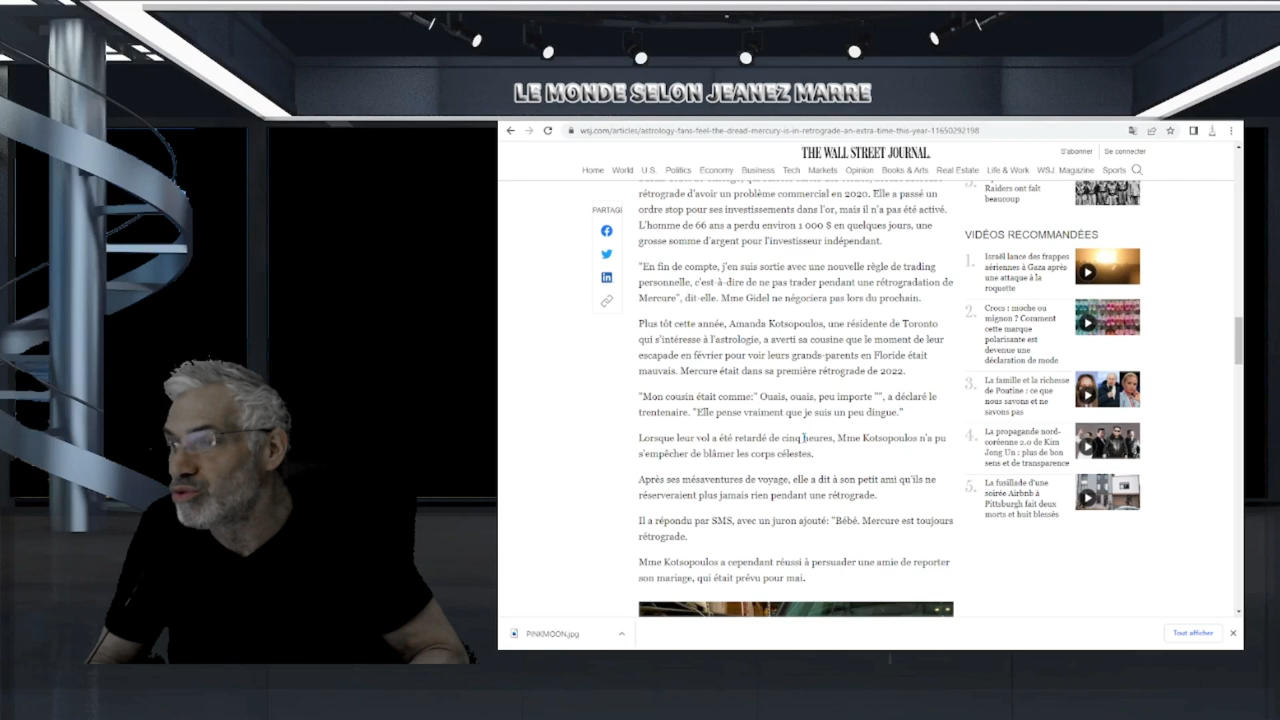 LE MONDE SELON JEANEZ MARRE
wsj.com/articles/astrology-fans-feel-the-dread-mercury-is-in-retrograde-an-extra-time-this-year-11650292198
THE WALL STREET JOURNAL.
S'abonner
Se connecter
Home World U.S. Politics Economy Business Tech Markets Opinion Books & Arts Real Estate Life & Work WSJ. Magazine Sports
PARTAGE
rétrograde d'avoir un problème commercial en 2020. Elle a passé un
ordre stop pour ses investissements dans l'or, mais il n'a pas été activé.
L'homme de 66 ans a perdu environ 1 000 $ en quelques jours, une
grosse somme d'argent pour l'investisseur indépendant.
"En fin de compte, j'en suis sortie avec une nouvelle règle de trading
personnelle, c'est-à-dire de ne pas trader pendant une rétrogradation de
Mercure", dit-elle. Mme Gidel ne négociera pas lors du prochain.
Plus tôt cette année, Amanda Kotsopoulos, une résidente de Toronto
qui s'intéresse à l'astrologie, a averti sa cousine que le moment de leur
escapade en février pour voir leurs grands-parents en Floride était
mauvais. Mercure était dans sa première rétrograde de 2022.
"Mon cousin était comme:" Ouais, ouais, peu importe "", a déclaré le
trentenaire. "Elle pense vraiment que je suis un peu dingue."
Lorsque leur vol a été retardé de cinq heures, Mme Kotsopoulos n'a pu
s'empêcher de blâmer les corps célestes.
Après ses mésaventures de voyage, elle a dit à son petit ami qu'ils ne
réserveraient plus jamais rien pendant une rétrograde.
Il a répondu par SMS, avec un juron ajouté: "Bébé. Mercure est toujours
rétrograde.
Mme Kotsopoulos a cependant réussi à persuader une amie de reporter
son mariage, qui était prévu pour mai.
5.
Raiders ont fait
beaucoup
VIDÉOS RECOMMANDÉES
1.
Israël lance des frappes
aériennes à Gaza après
une attaque à la
roquette
2.
Crocs : moche ou
mignon ? Comment
cette marque
polarisante est
devenue une
déclaration de mode
3.
La famille et la richesse
de Poutine : ce que
nous savons et ne
savons pas
4.
La propagande nord-
coréenne 2.0 de Kim
Jong Un : plus de bon
sens et de transparence
5.
La fusillade d'une
soirée Airbnb à
Pittsburgh fait deux
morts et huit blessés
PINKMOON.jpg
Tout afficher